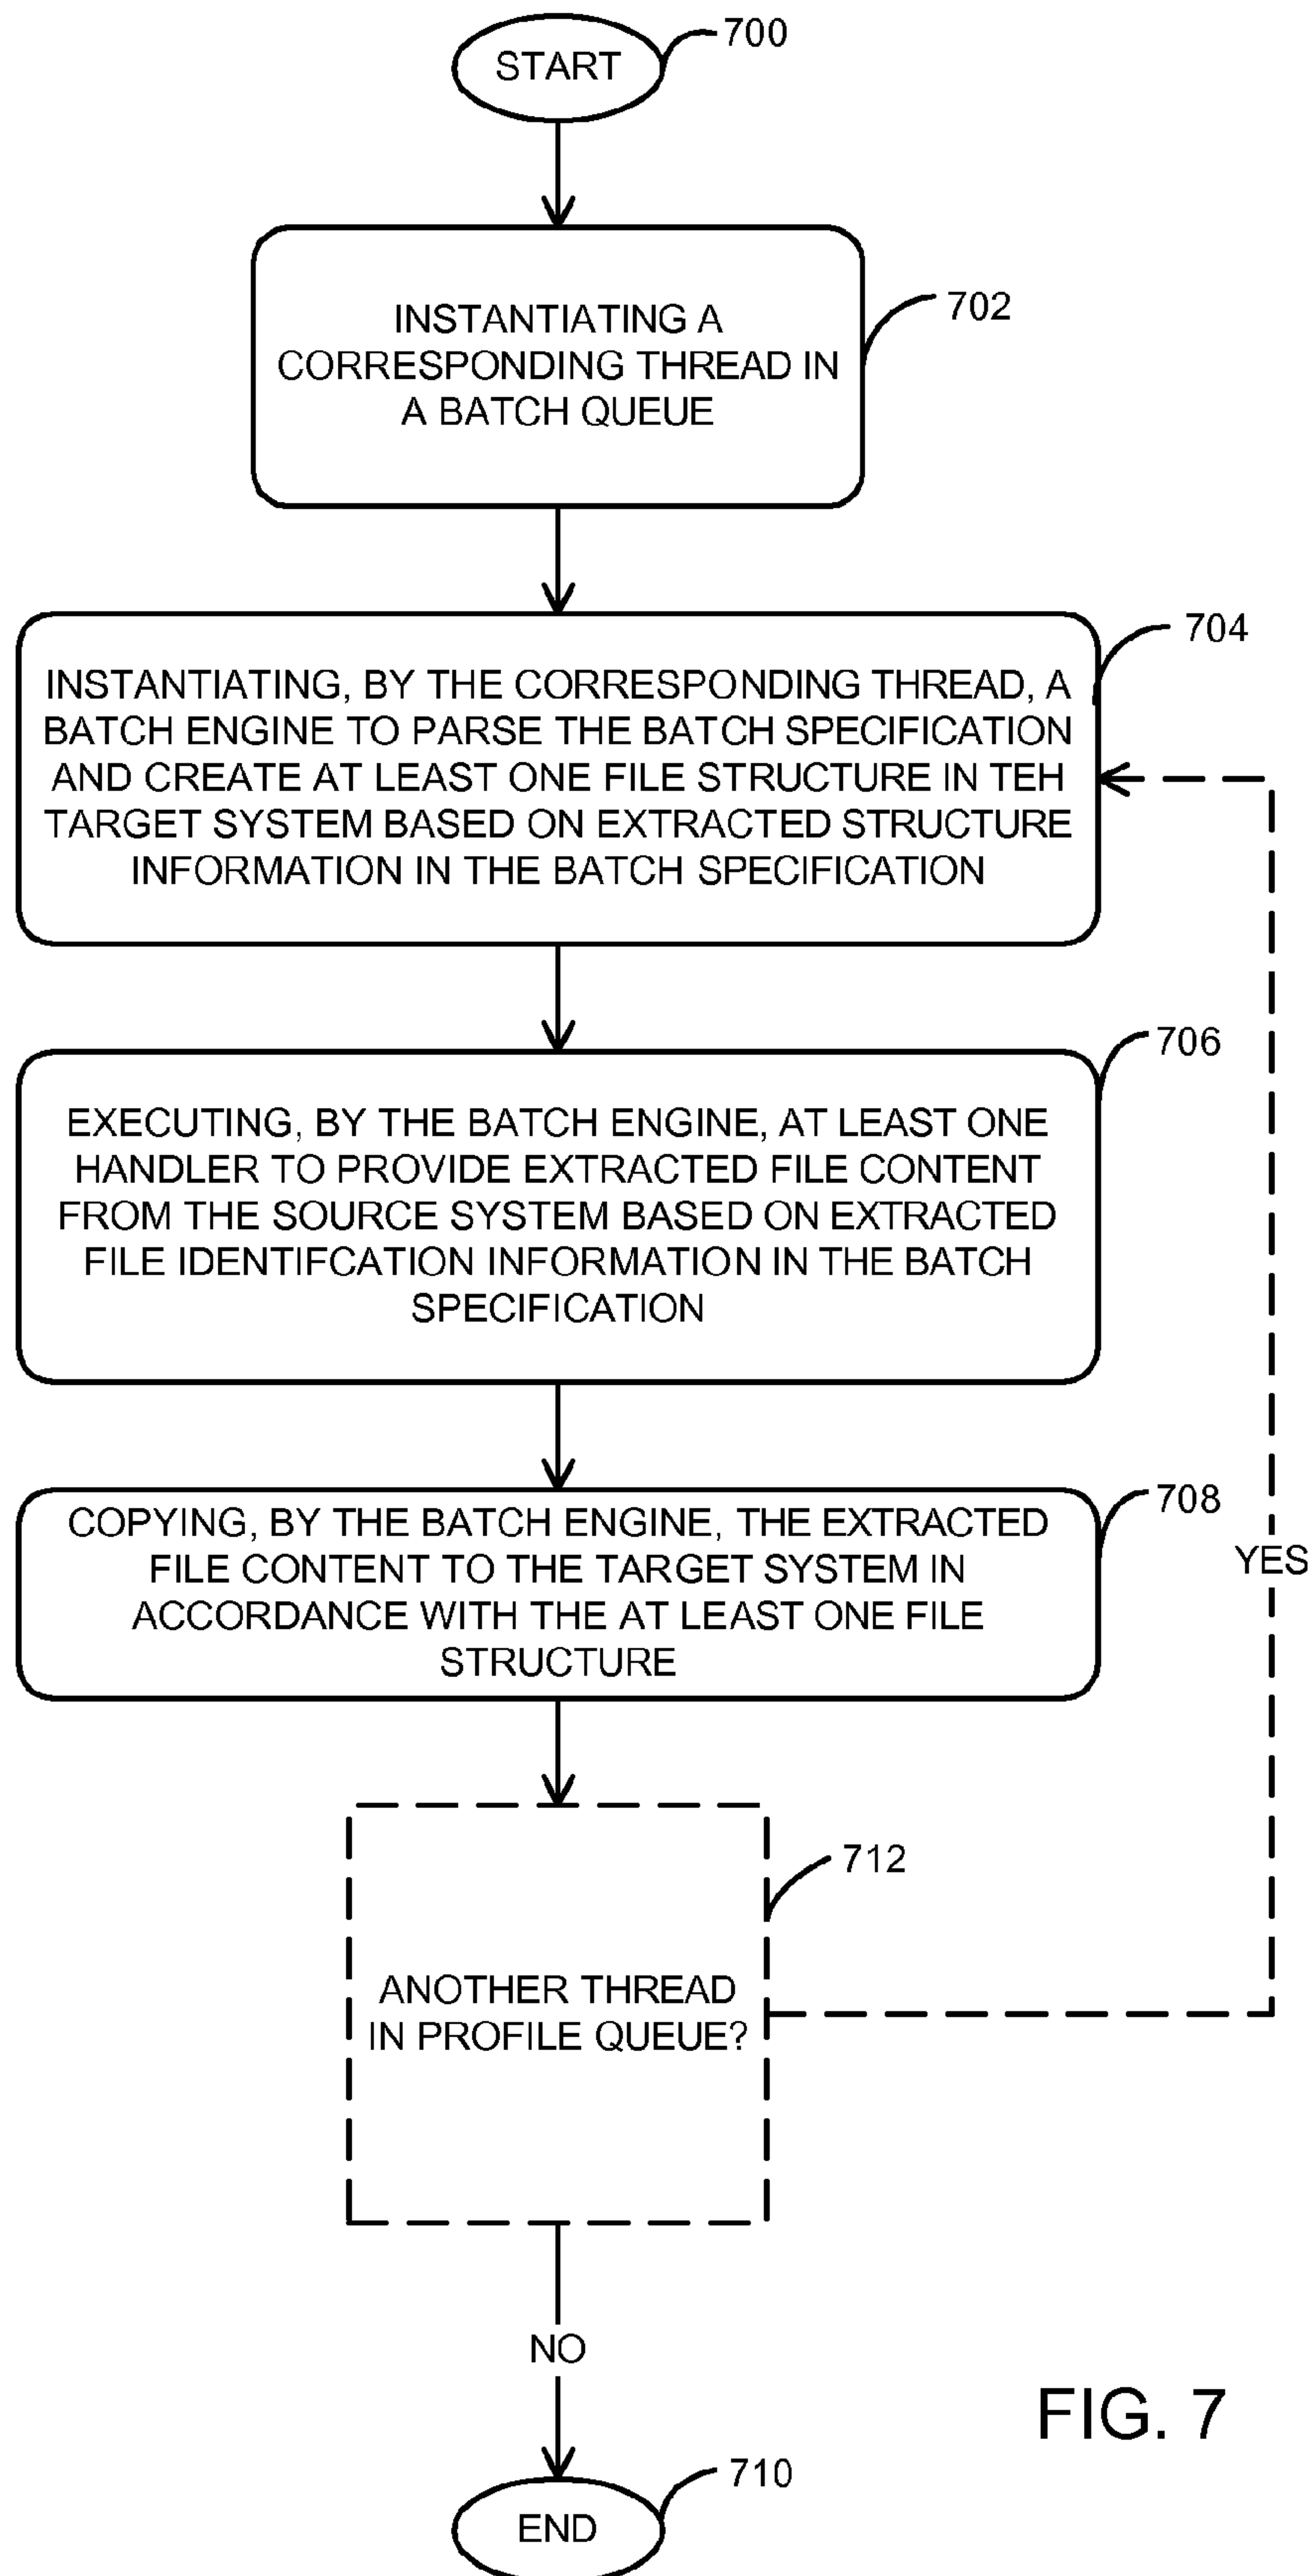 START
700
INSTANTIATING A
CORRESPONDING THREAD IN
A BATCH QUEUE
702
INSTANTIATING, BY THE CORRESPONDING THREAD, A
BATCH ENGINE TO PARSE THE BATCH SPECIFICATION
AND CREATE AT LEAST ONE FILE STRUCTURE IN TEH
TARGET SYSTEM BASED ON EXTRACTED STRUCTURE
INFORMATION IN THE BATCH SPECIFICATION
704
EXECUTING, BY THE BATCH ENGINE, AT LEAST ONE
HANDLER TO PROVIDE EXTRACTED FILE CONTENT
FROM THE SOURCE SYSTEM BASED ON EXTRACTED
FILE IDENTIFCATION INFORMATION IN THE BATCH
SPECIFICATION
706
COPYING, BY THE BATCH ENGINE, THE EXTRACTED
FILE CONTENT TO THE TARGET SYSTEM IN
ACCORDANCE WITH THE AT LEAST ONE FILE
STRUCTURE
708
YES
ANOTHER THREAD
IN PROFILE QUEUE?
712
NO
END
710
FIG. 7